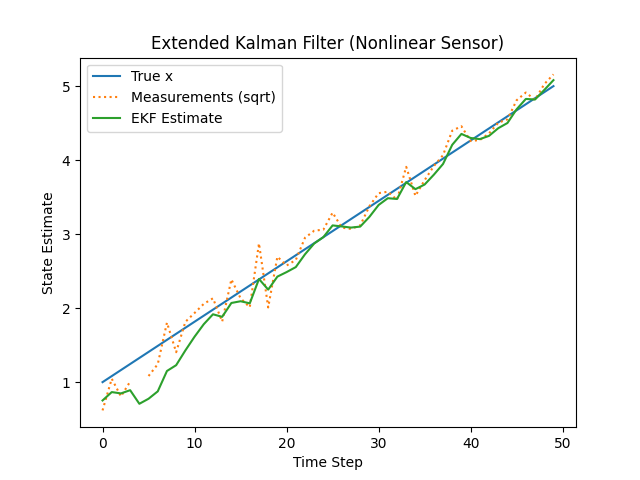 Extended Kalman Filter (Nonlinear Sensor)
True x
Measurements (sqrt)
EKF Estimate
State Estimate
5
4
3
2
1
0 10 20 30 40 50
Time Step